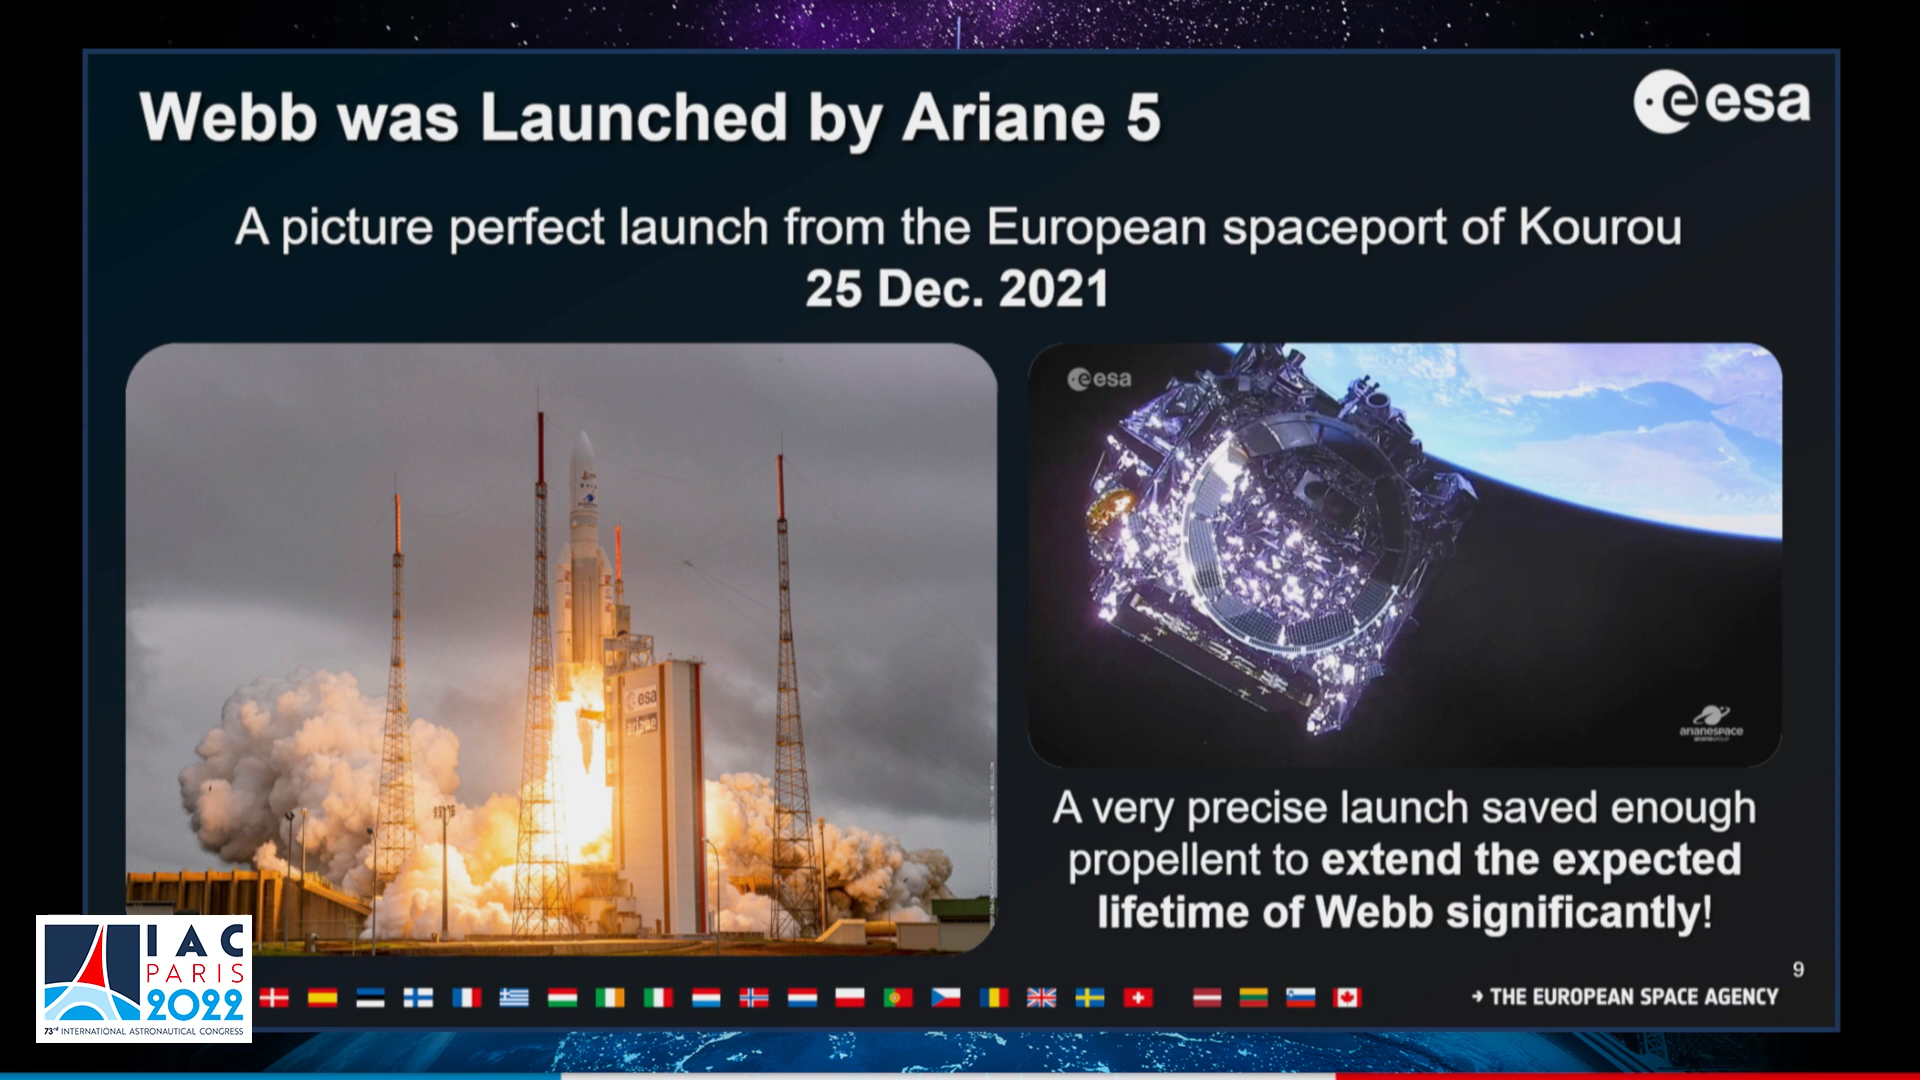 Webb was Launched by Ariane 5
esa
A picture perfect launch from the European spaceport of Kourou
25 Dec. 2021
esa
esa
ariane
arianespace
arianeGROUP
A very precise launch saved enough
propellent to extend the expected
lifetime of Webb significantly!
9
IAC
PARIS
2022
73rd INTERNATIONAL ASTRONAUTICAL CONGRESS
THE EUROPEAN SPACE AGENCY